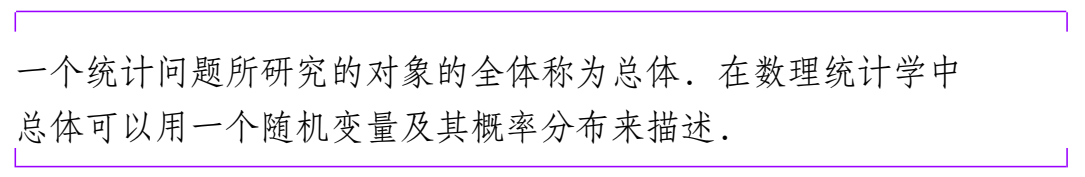 一个统计问题所研究的对象的全体称为总体．在数理统计学中
总体可以用一个随机变量及其概率分布来描述．